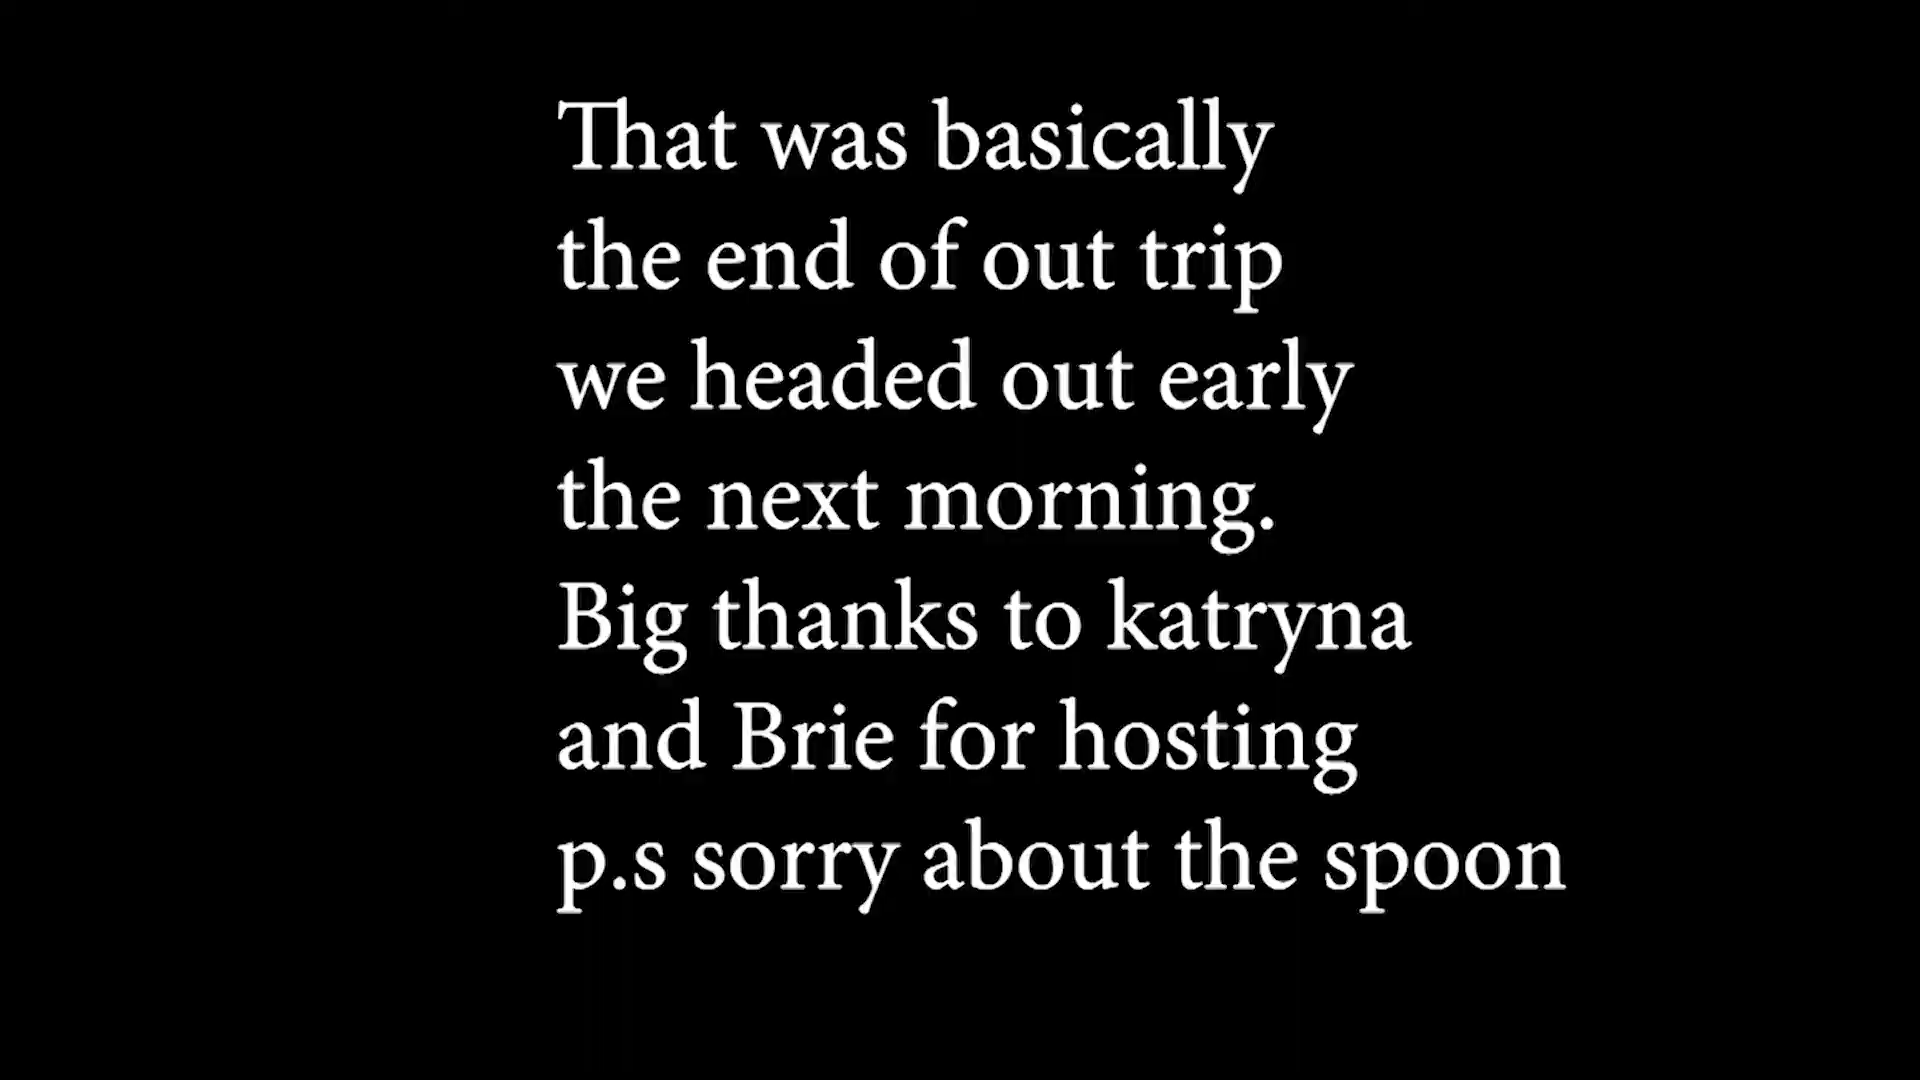 That was basically
the end of out trip
we headed out early
the next morning.
Big thanks to katryna
and Brie for hosting
p.s sorry about the spoon